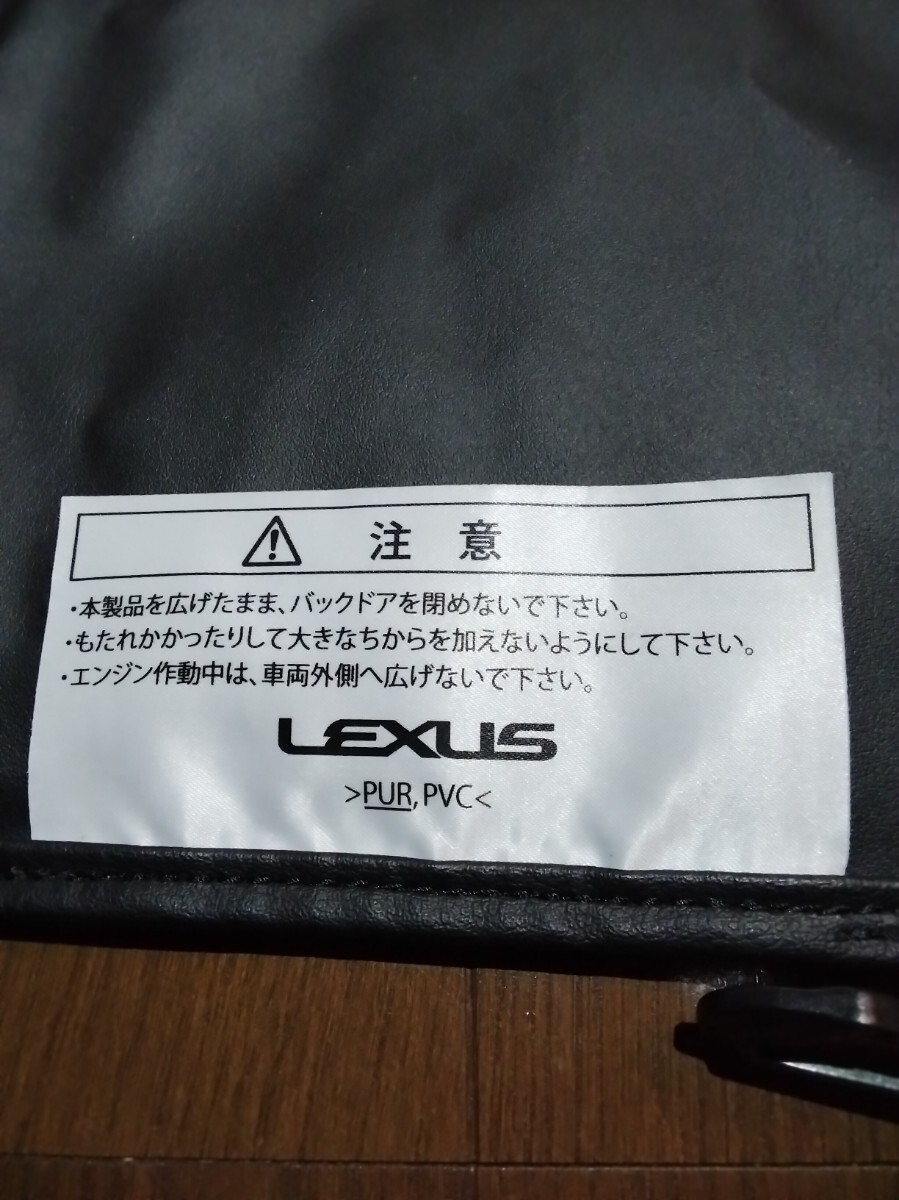 注意
・本製品を広げたまま、バックドアを閉めないで下さい。
・もたれかかったりして大きなちからを加えないようにして下さい。
・エンジン作動中は、車両外側へ広げないで下さい。
LEXUS
>PUR,PVC<